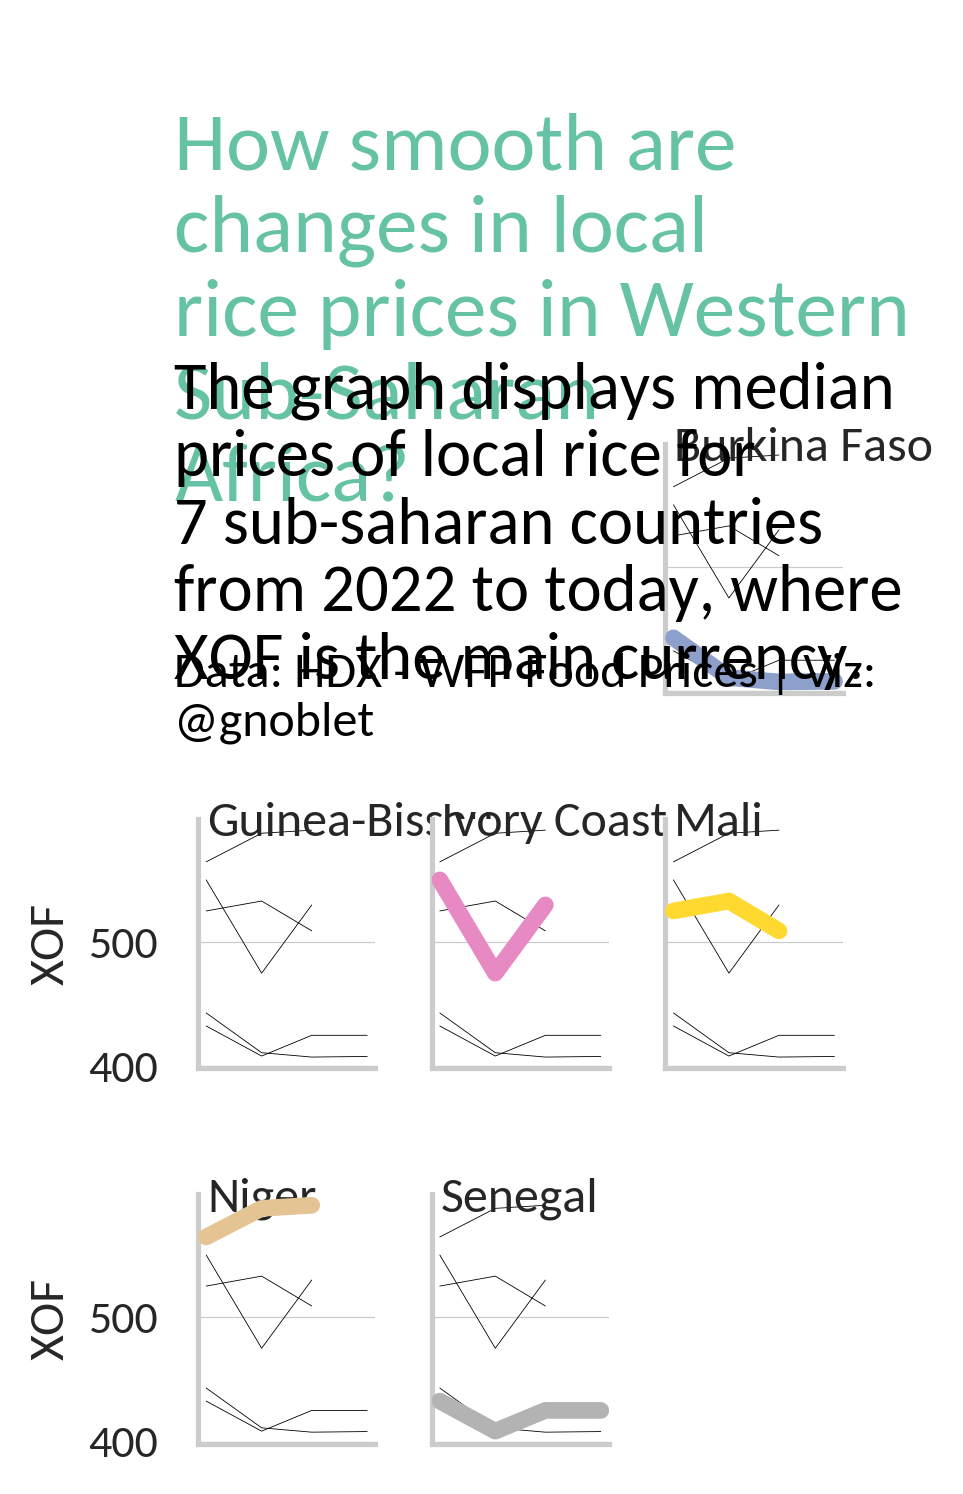 How smooth are
changes in local
rice prices in Western
Sub-Saharan
Africa?
The graph displays median
prices of local rice for
7 sub-saharan countries
from 2022 to today, where
XOF is the main currency.
Data: HDX - WFP Food Prices | Viz:
@gnoblet
Burkina Faso
Guinea-Biss
Ivory Coast
Mali
XOF
500
400
Niger
Senegal
XOF
500
400